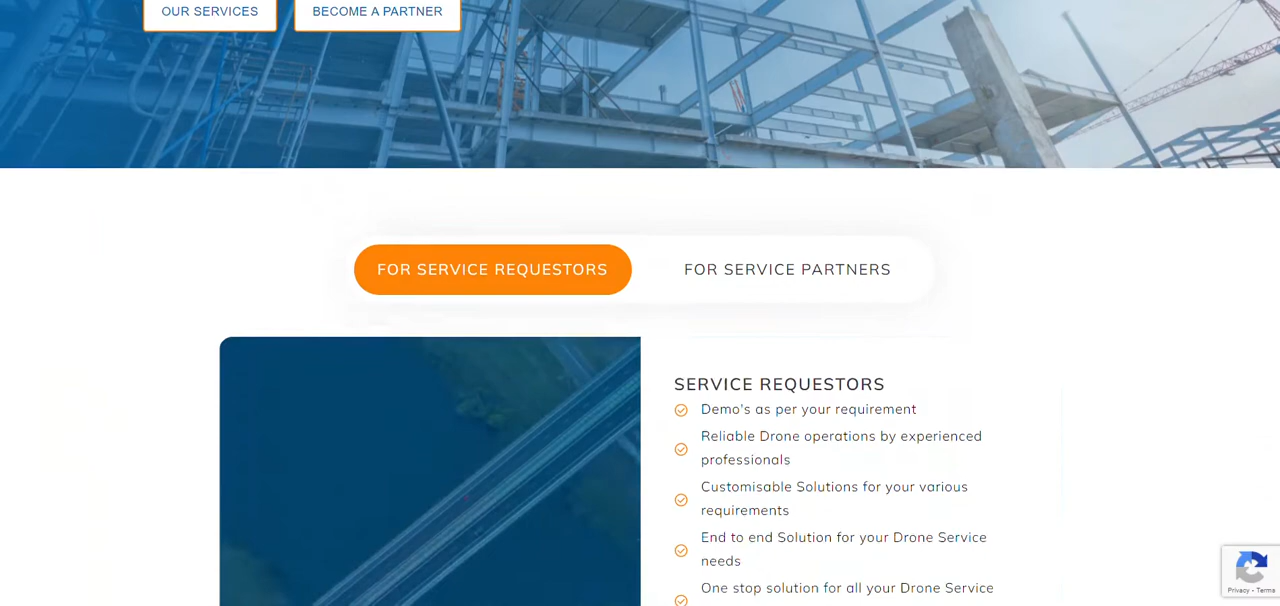 OUR SERVICES
BECOME A PARTNER
FOR SERVICE REQUESTORS
FOR SERVICE PARTNERS
SERVICE REQUESTORS
Demo's as per your requirement
Reliable Drone operations by experienced
professionals
Customisable Solutions for your various
requirements
End to end Solution for your Drone Service
needs
One stop solution for all your Drone Service
Privacy - Terms